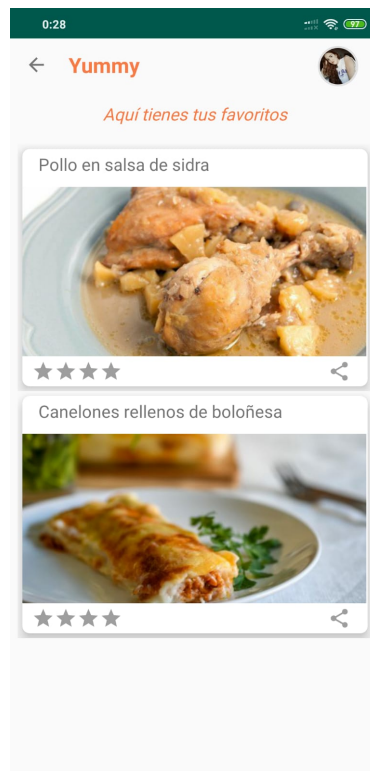 0:28
97
Yummy
Aquí tienes tus favoritos
Pollo en salsa de sidra
Canelones rellenos de boloñesa